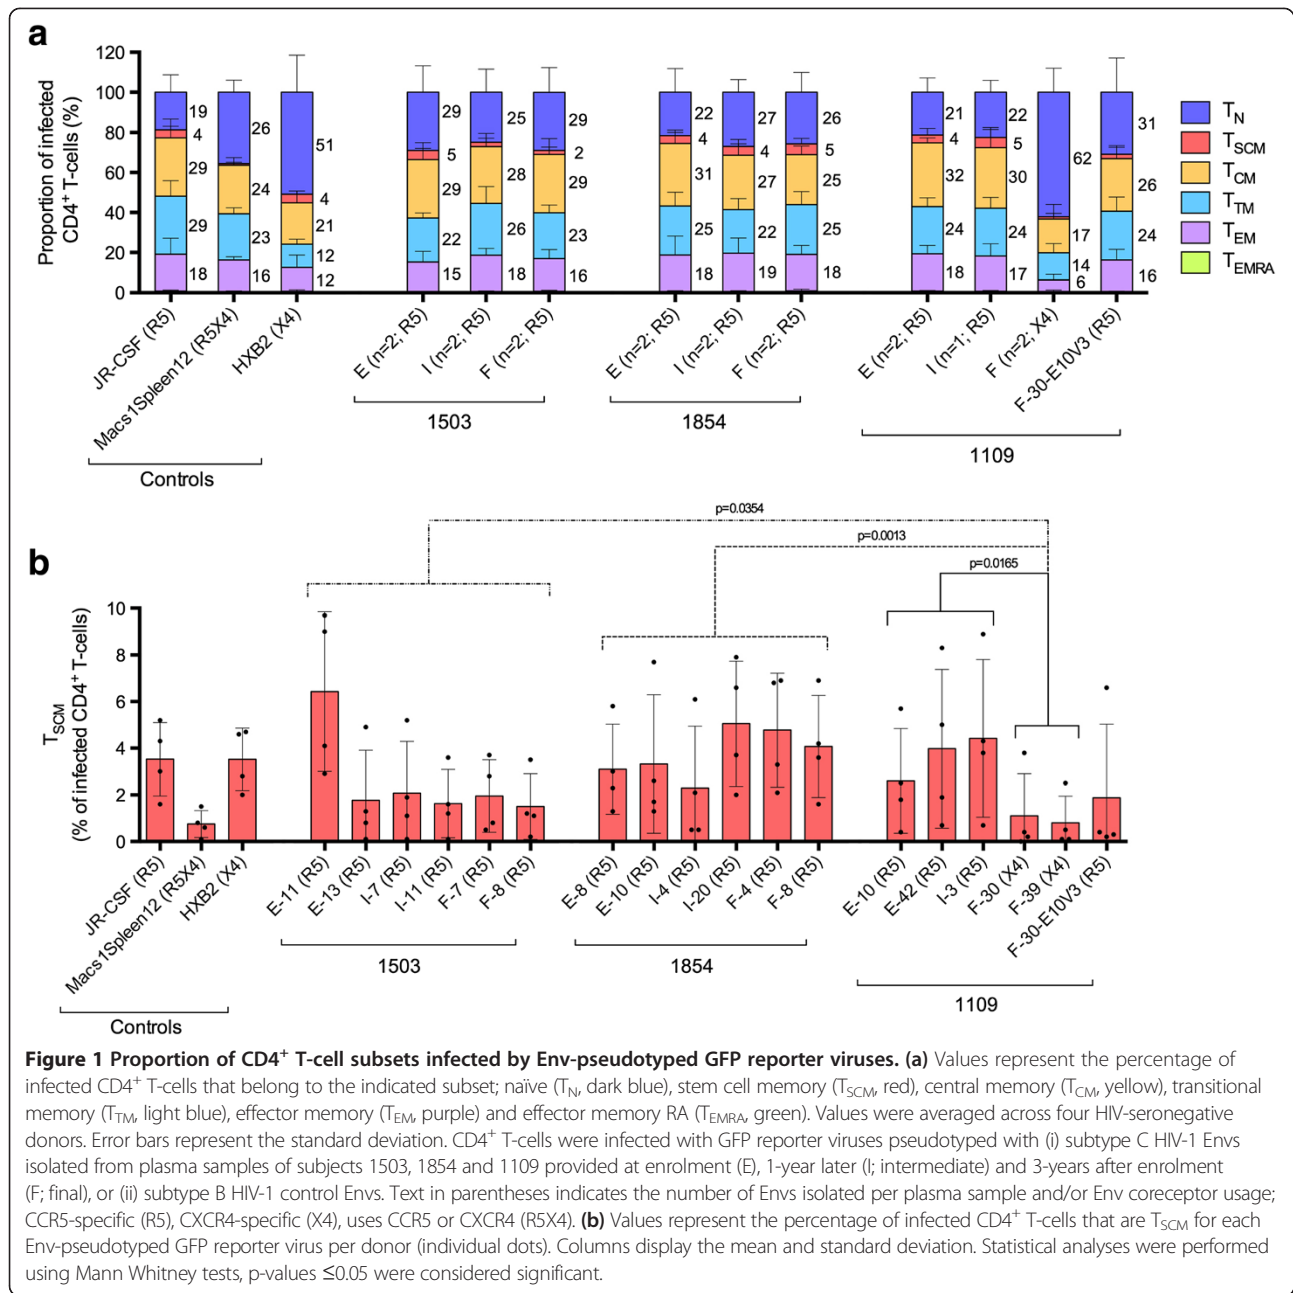 a
Proportion of infected
CD4+ T-cells (%)
120
100
80
60
40
20
0
19
4
29
29
18
26
24
23
16
51
4
21
12
12
29
5
29
22
15
25
28
26
18
29
2
29
23
16
22
4
31
25
18
27
4
27
22
19
26
5
25
25
18
21
4
32
24
18
22
5
30
24
17
62
17
14
6
31
26
24
16
TN
TSCM
TCM
TTM
TEM
TEMRA
JR-CSF (R5)
Macs1Spleen12 (R5X4)
HXB2 (X4)
E (n=2; R5)
I (n=2; R5)
F (n=2; R5)
E (n=2; R5)
I (n=2; R5)
F (n=2; R5)
E (n=2; R5)
I (n=1; R5)
F (n=2; X4)
F-30-E10V3 (R5)
Controls
1503
1854
1109
b
p=0.0354
p=0.0013
p=0.0165
TSCM
(% of infected CD4+ T-cells)
10
8
6
4
2
0
JR-CSF (R5)
Macs1Spleen12 (R5X4)
HXB2 (X4)
E-11 (R5)
E-13 (R5)
I-7 (R5)
I-11 (R5)
F-7 (R5)
F-8 (R5)
E-8 (R5)
E-10 (R5)
I-4 (R5)
I-20 (R5)
F-4 (R5)
F-8 (R5)
E-10 (R5)
E-42 (R5)
I-3 (R5)
F-30 (X4)
F-39 (X4)
F-30-E10V3 (R5)
Controls
1503
1854
1109
Figure 1 Proportion of CD4+ T-cell subsets infected by Env-pseudotyped GFP reporter viruses. (a) Values represent the percentage of
infected CD4+ T-cells that belong to the indicated subset; naïve (TN, dark blue), stem cell memory (TSCM, red), central memory (TCM, yellow), transitional
memory (TTM, light blue), effector memory (TEM, purple) and effector memory RA (TEMRA, green). Values were averaged across four HIV-seronegative
donors. Error bars represent the standard deviation. CD4+ T-cells were infected with GFP reporter viruses pseudotyped with (i) subtype C HIV-1 Envs
isolated from plasma samples of subjects 1503, 1854 and 1109 provided at enrolment (E), 1-year later (I; intermediate) and 3-years after enrolment
(F; final), or (ii) subtype B HIV-1 control Envs. Text in parentheses indicates the number of Envs isolated per plasma sample and/or Env coreceptor usage;
CCR5-specific (R5), CXCR4-specific (X4), uses CCR5 or CXCR4 (R5X4). (b) Values represent the percentage of infected CD4+ T-cells that are TSCM for each
Env-pseudotyped GFP reporter virus per donor (individual dots). Columns display the mean and standard deviation. Statistical analyses were performed
using Mann Whitney tests, p-values ≤0.05 were considered significant.